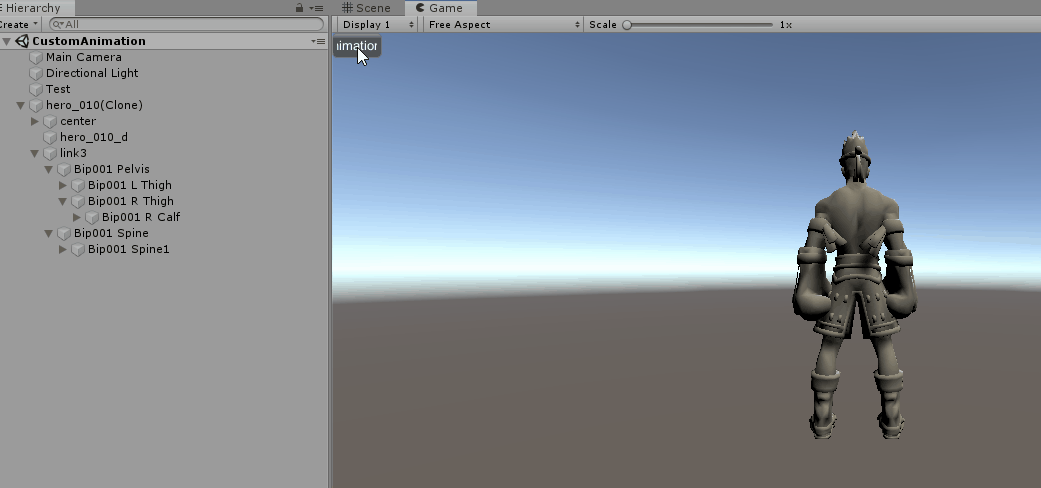 Hierarchy
Scene
Game
Create
All
Display 1
Free Aspect
Scale
1x
CustomAnimation
Main Camera
Directional Light
Test
hero_010(Clone)
center
hero_010_d
link3
Bip001 Pelvis
Bip001 L Thigh
Bip001 R Thigh
Bip001 R Calf
Bip001 Spine
Bip001 Spine1